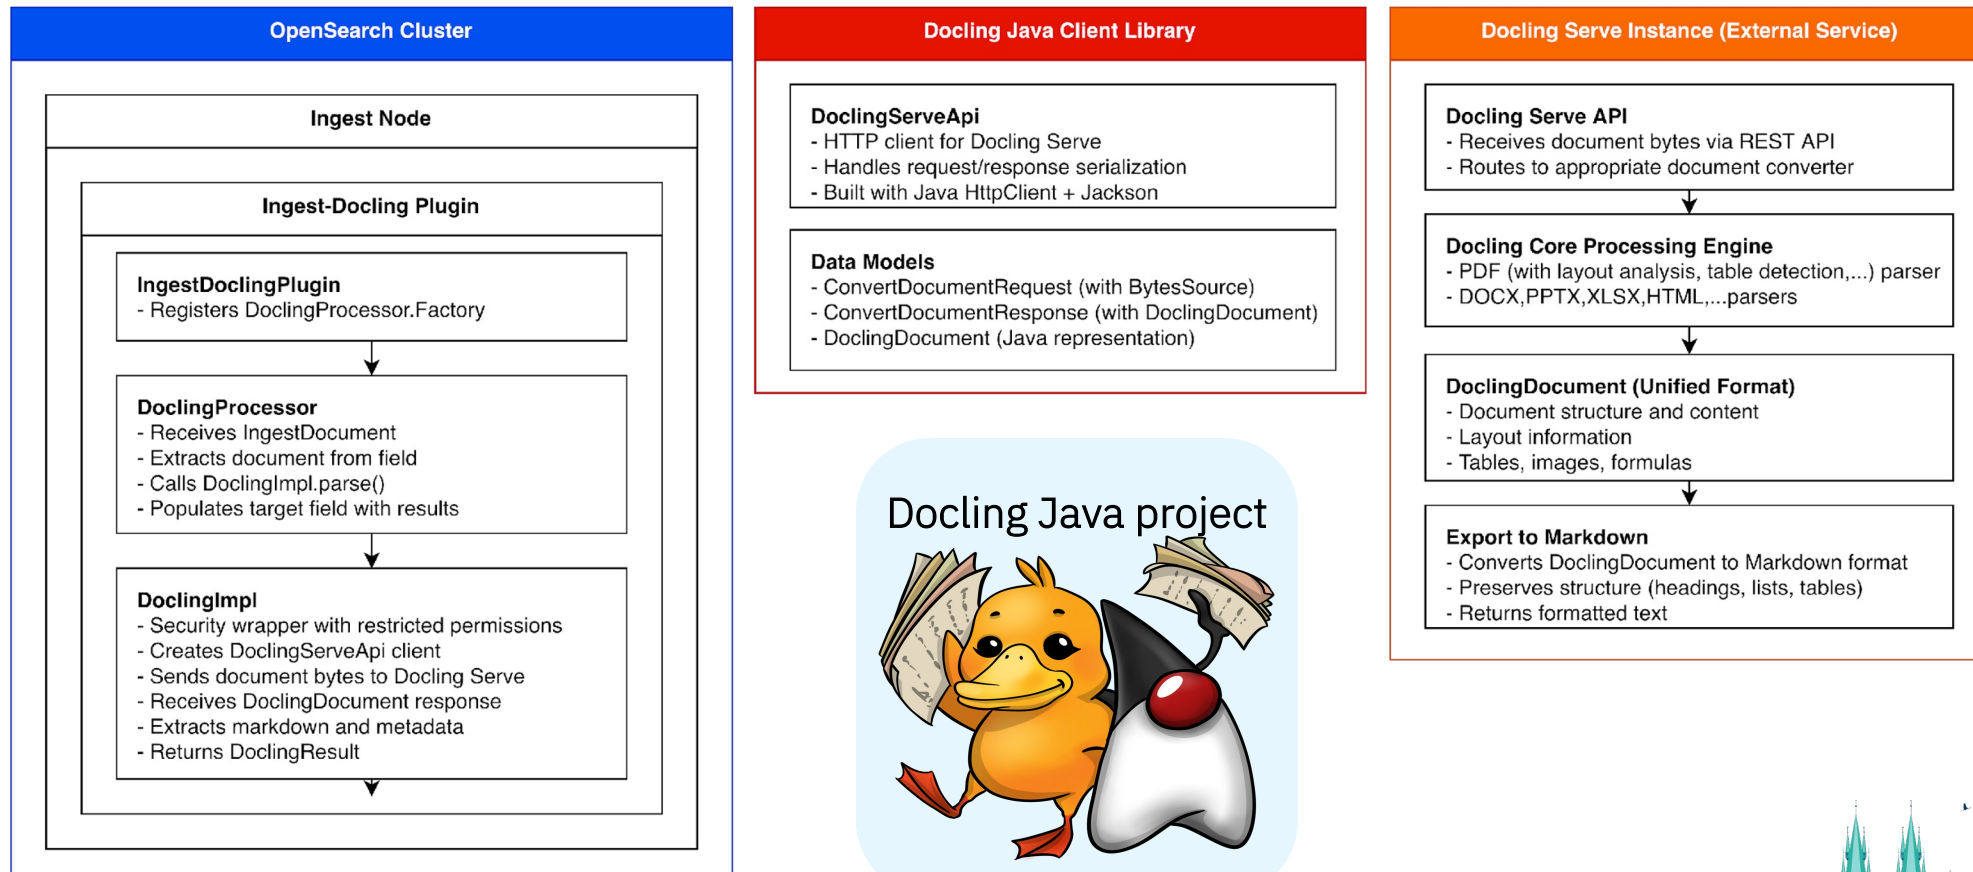 OpenSearch Cluster
Ingest Node
Ingest-Docling Plugin
IngestDoclingPlugin
- Registers DoclingProcessor.Factory
DoclingProcessor
- Receives IngestDocument
- Extracts document from field
- Calls DoclingImpl.parse()
- Populates target field with results
DoclingImpl
- Security wrapper with restricted permissions
- Creates DoclingServeApi client
- Sends document bytes to Docling Serve
- Receives DoclingDocument response
- Extracts markdown and metadata
- Returns DoclingResult
Docling Java Client Library
DoclingServeApi
- HTTP client for Docling Serve
- Handles request/response serialization
- Built with Java HttpClient + Jackson
Data Models
- ConvertDocumentRequest (with BytesSource)
- ConvertDocumentResponse (with DoclingDocument)
- DoclingDocument (Java representation)
Docling Java project
Docling Serve Instance (External Service)
Docling Serve API
- Receives document bytes via REST API
- Routes to appropriate document converter
Docling Core Processing Engine
- PDF (with layout analysis, table detection,...) parser
- DOCX,PPTX,XLSX,HTML,...parsers
DoclingDocument (Unified Format)
- Document structure and content
- Layout information
- Tables, images, formulas
Export to Markdown
- Converts DoclingDocument to Markdown format
- Preserves structure (headings, lists, tables)
- Returns formatted text